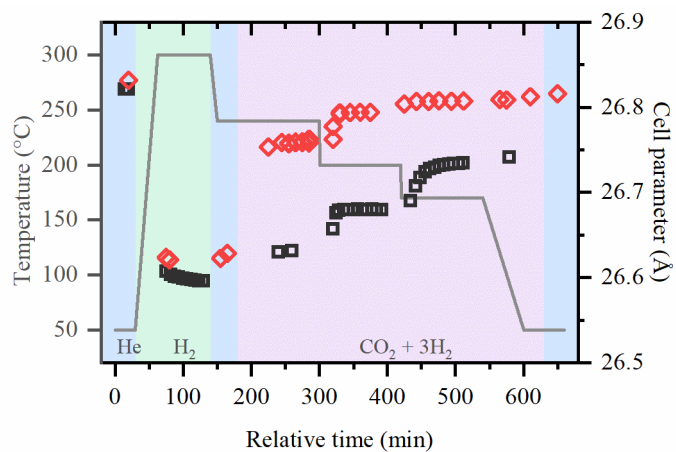 300
250
200
150
100
50
Temperature (°C)
He
H₂
CO₂ + 3H₂
26.9
26.8
26.7
26.6
26.5
Cell parameter (Å)
0 100 200 300 400 500 600
Relative time (min)